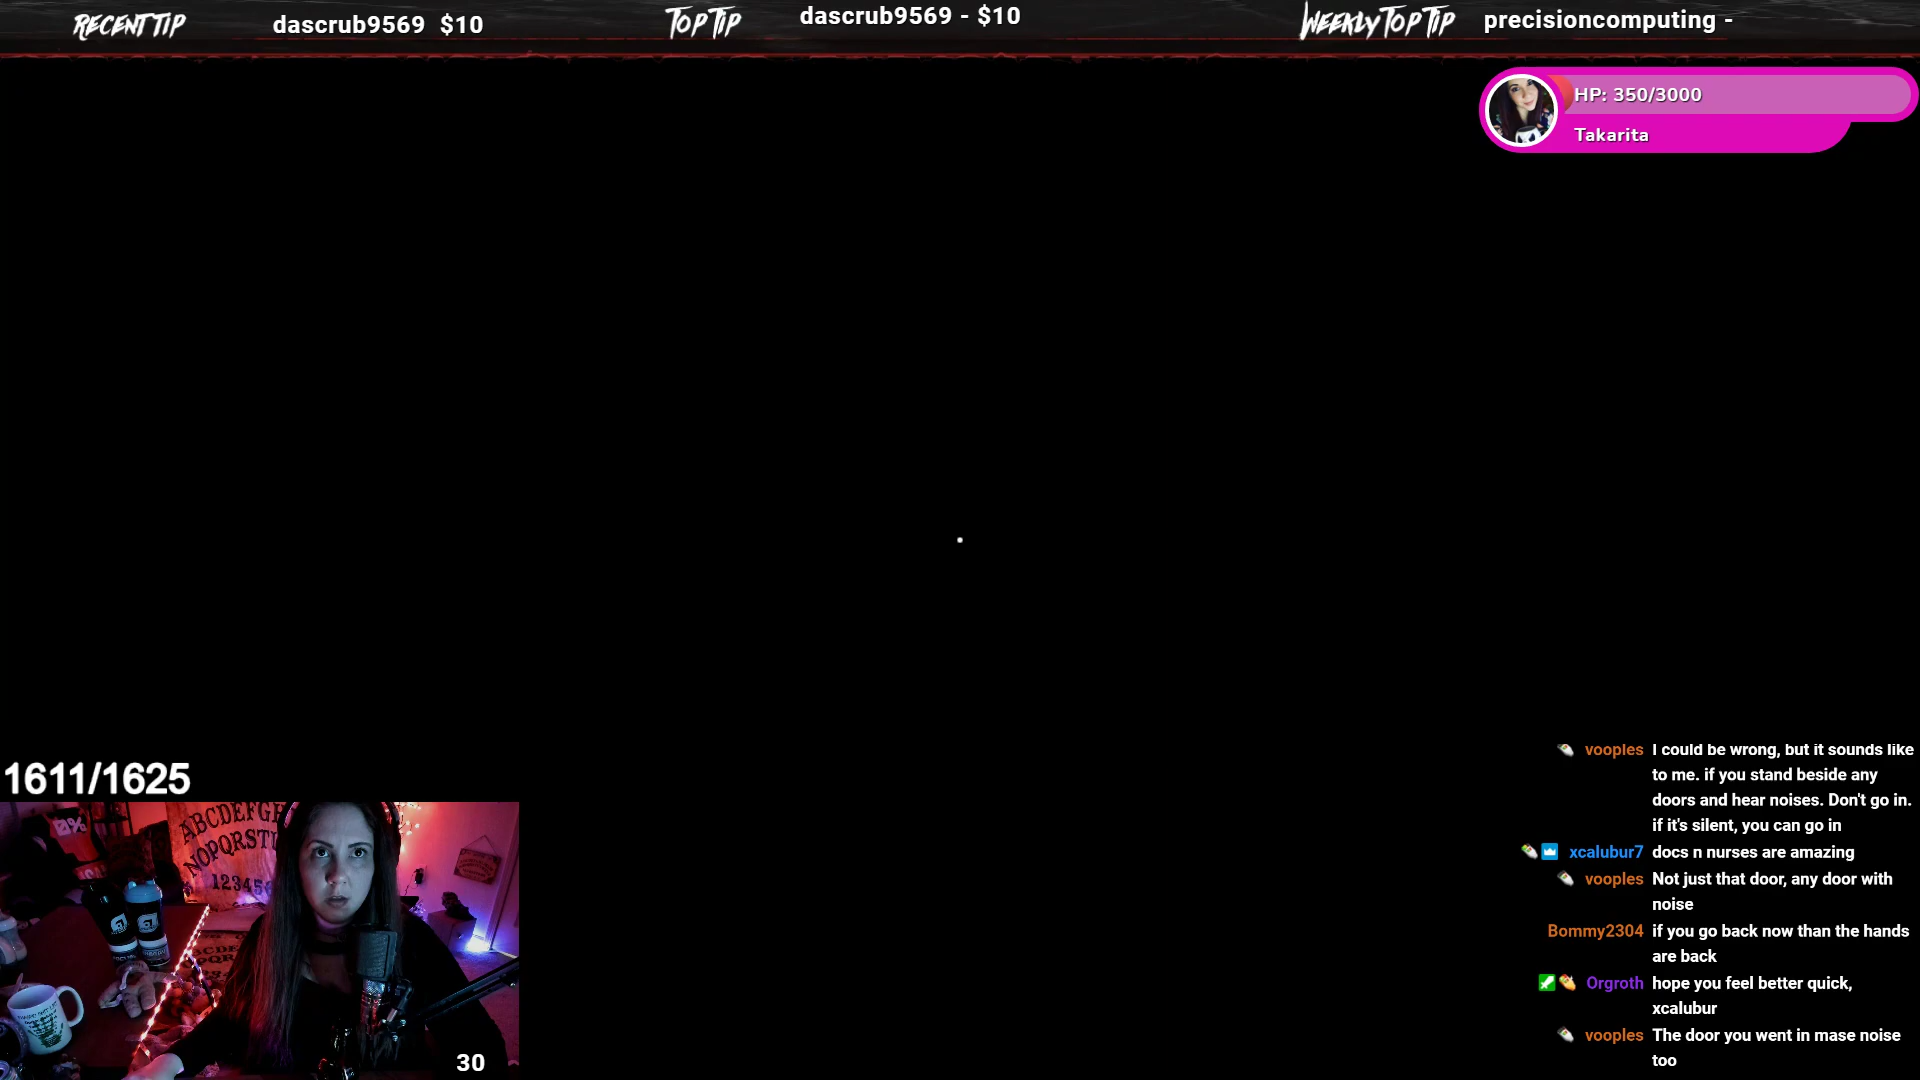 RECENT TIP
dascrub9569 $10
TOP TIP
dascrub9569 - $10
WEEKLY TOP TIP
precisioncomputing -
HP: 350/3000
Takarita
1611/1625
0%
ABCDEFGH
NOPQRSTU
12345
30
vooples I could be wrong, but it sounds like
to me. if you stand beside any
doors and hear noises. Don't go in.
if it's silent, you can go in
xcalubur7 docs n nurses are amazing
vooples Not just that door, any door with
noise
Bommy2304 if you go back now than the hands
are back
Orgroth hope you feel better quick,
xcalubur
vooples The door you went in mase noise
too